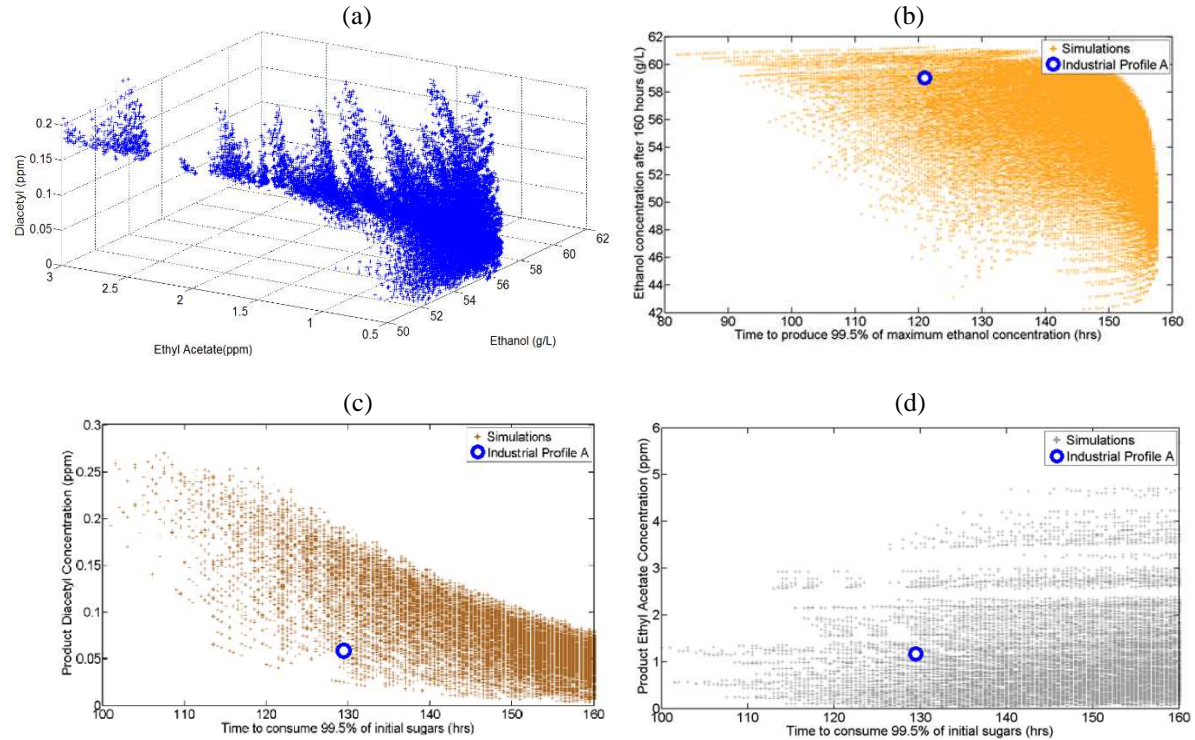 (a)
0.2
0.15
0.1
0.05
0
Diacetyl (ppm)
3
2.5
2
1.5
1
0.5
Ethyl Acetate(ppm)
50
52
54
56
58
60
62
Ethanol (g/L)
(b)
Ethanol concentration after 160 hours (g/L)
62
60
58
56
54
52
50
48
46
44
42
Simulations
Industrial Profile A
80 90 100 110 120 130 140 150 160
Time to produce 99.5% of maximum ethanol concentration (hrs)
(c)
Product Diacetyl Concentration (ppm)
0.3
0.25
0.2
0.15
0.1
0.05
0
Simulations
Industrial Profile A
100 110 120 130 140 150 160
Time to consume 99.5% of initial sugars (hrs)
(d)
Product Ethyl Acetate Concentration (ppm)
6
5
4
3
2
1
0
Simulations
Industrial Profile A
100 110 120 130 140 150 160
Time to consume 99.5% of initial sugars (hrs)